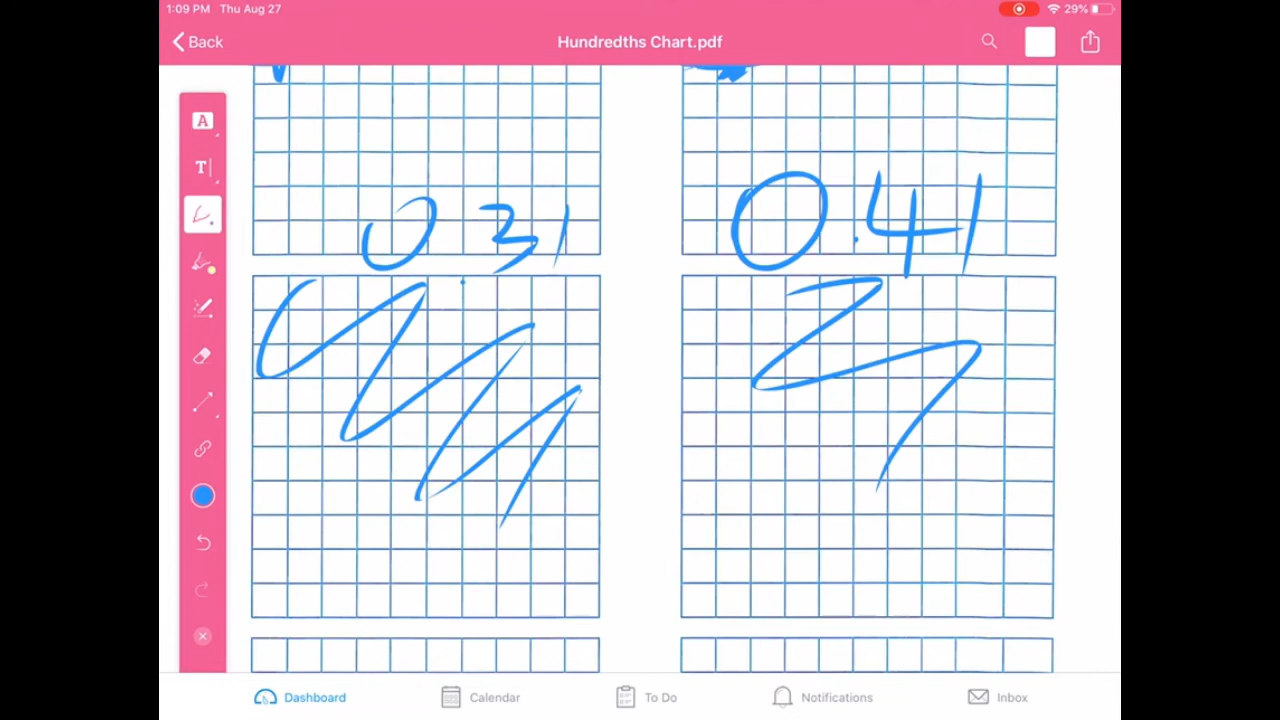 1:09 PM Thu Aug 27
29%
Back
Hundredths Chart.pdf
A
T
0.31
0.41
Dashboard
Calendar
To Do
Notifications
Inbox